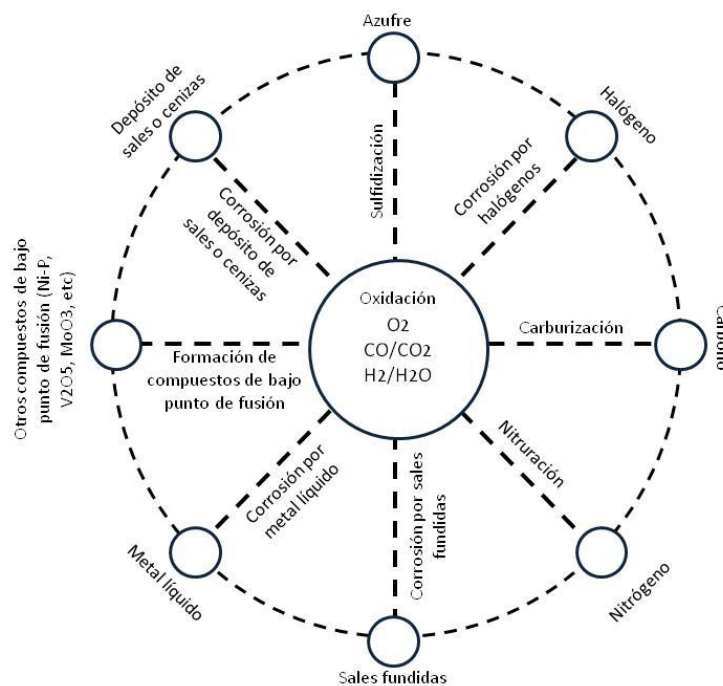 Azufre
Halógeno
Depósito de
sales o cenizas
Sulfidización
Corrosión por
halógenos
Corrosión por
depósito de
sales o cenizas
Oxidación
O2
CO/CO2
H2/H2O
Carburización
Carbono
Otros compuestos de bajo
punto de fusión (Ni-P,
V2O5, MoO3, etc)
Formación de
compuestos de bajo
punto de fusión
Nitruración
Corrosión por
metal líquido
Corrosión por sales
fundidas
Metal líquido
Nitrógeno
Sales fundidas